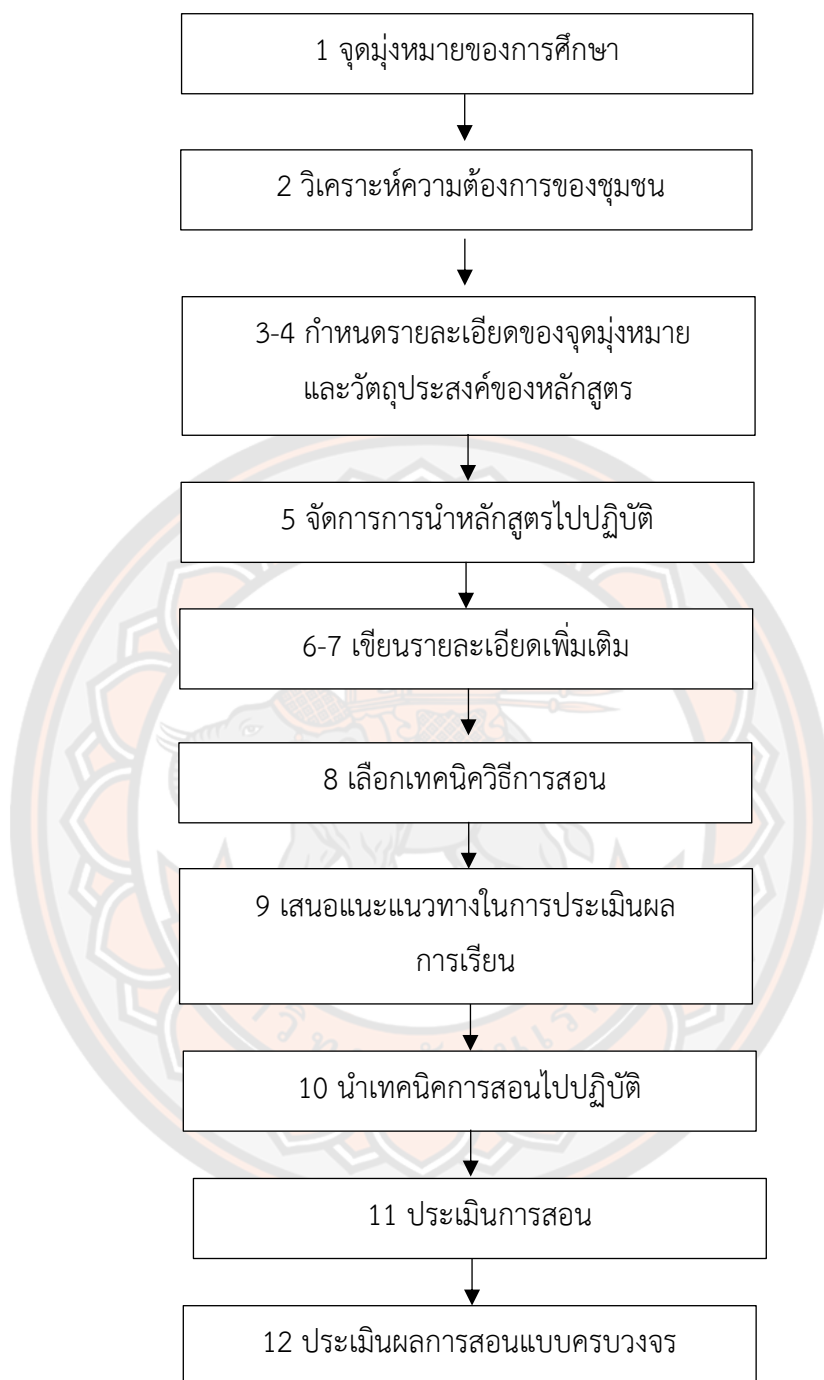 1 จุดมุ่งหมายของการศึกษา
2 วิเคราะห์ความต้องการของชุมชน
3-4 กำหนดรายละเอียดของจุดมุ่งหมาย
และวัตถุประสงค์ของหลักสูตร
5 จัดการการนำหลักสูตรไปปฏิบัติ
6-7 เขียนรายละเอียดเพิ่มเติม
8 เลือกเทคนิควิธีการสอน
9 เสนอแนะแนวทางในการประเมินผล
การเรียน
10 นำเทคนิคการสอนไปปฏิบัติ
11 ประเมินการสอน
12 ประเมินผลการสอนแบบครบวงจร